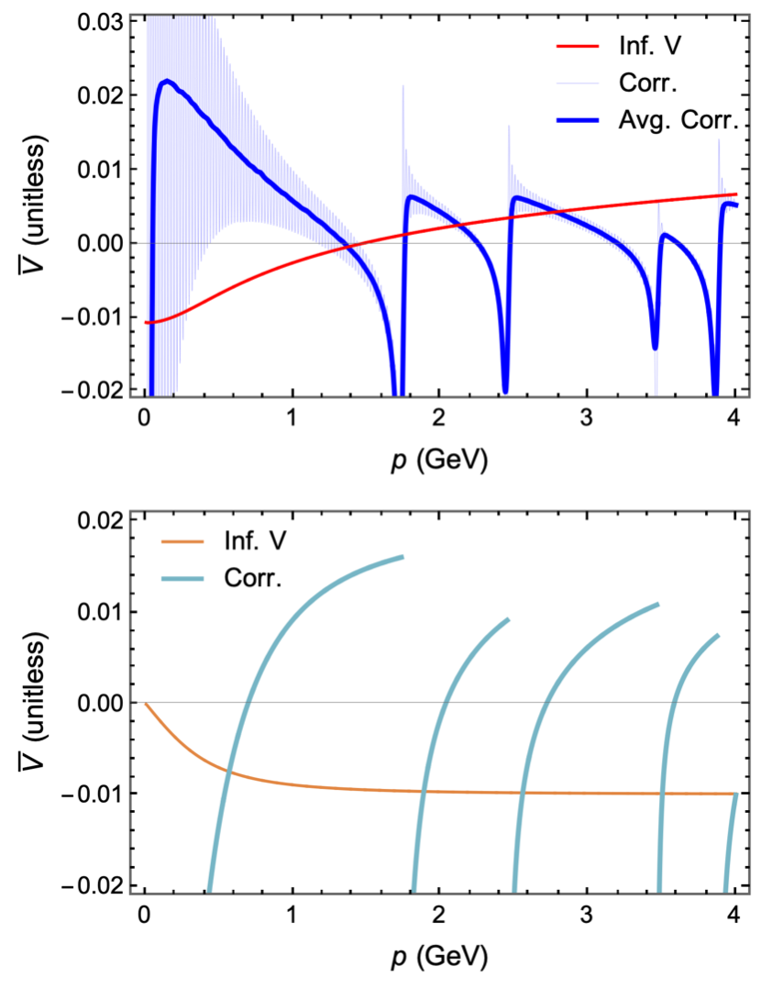 0.03
0.02
0.01
0.00
−0.01
−0.02
V̅ (unitless)
Inf. V
Corr.
Avg. Corr.
0 1 2 3 4
p (GeV)
0.02
0.01
0.00
−0.01
−0.02
V̅ (unitless)
Inf. V
Corr.
0 1 2 3 4
p (GeV)